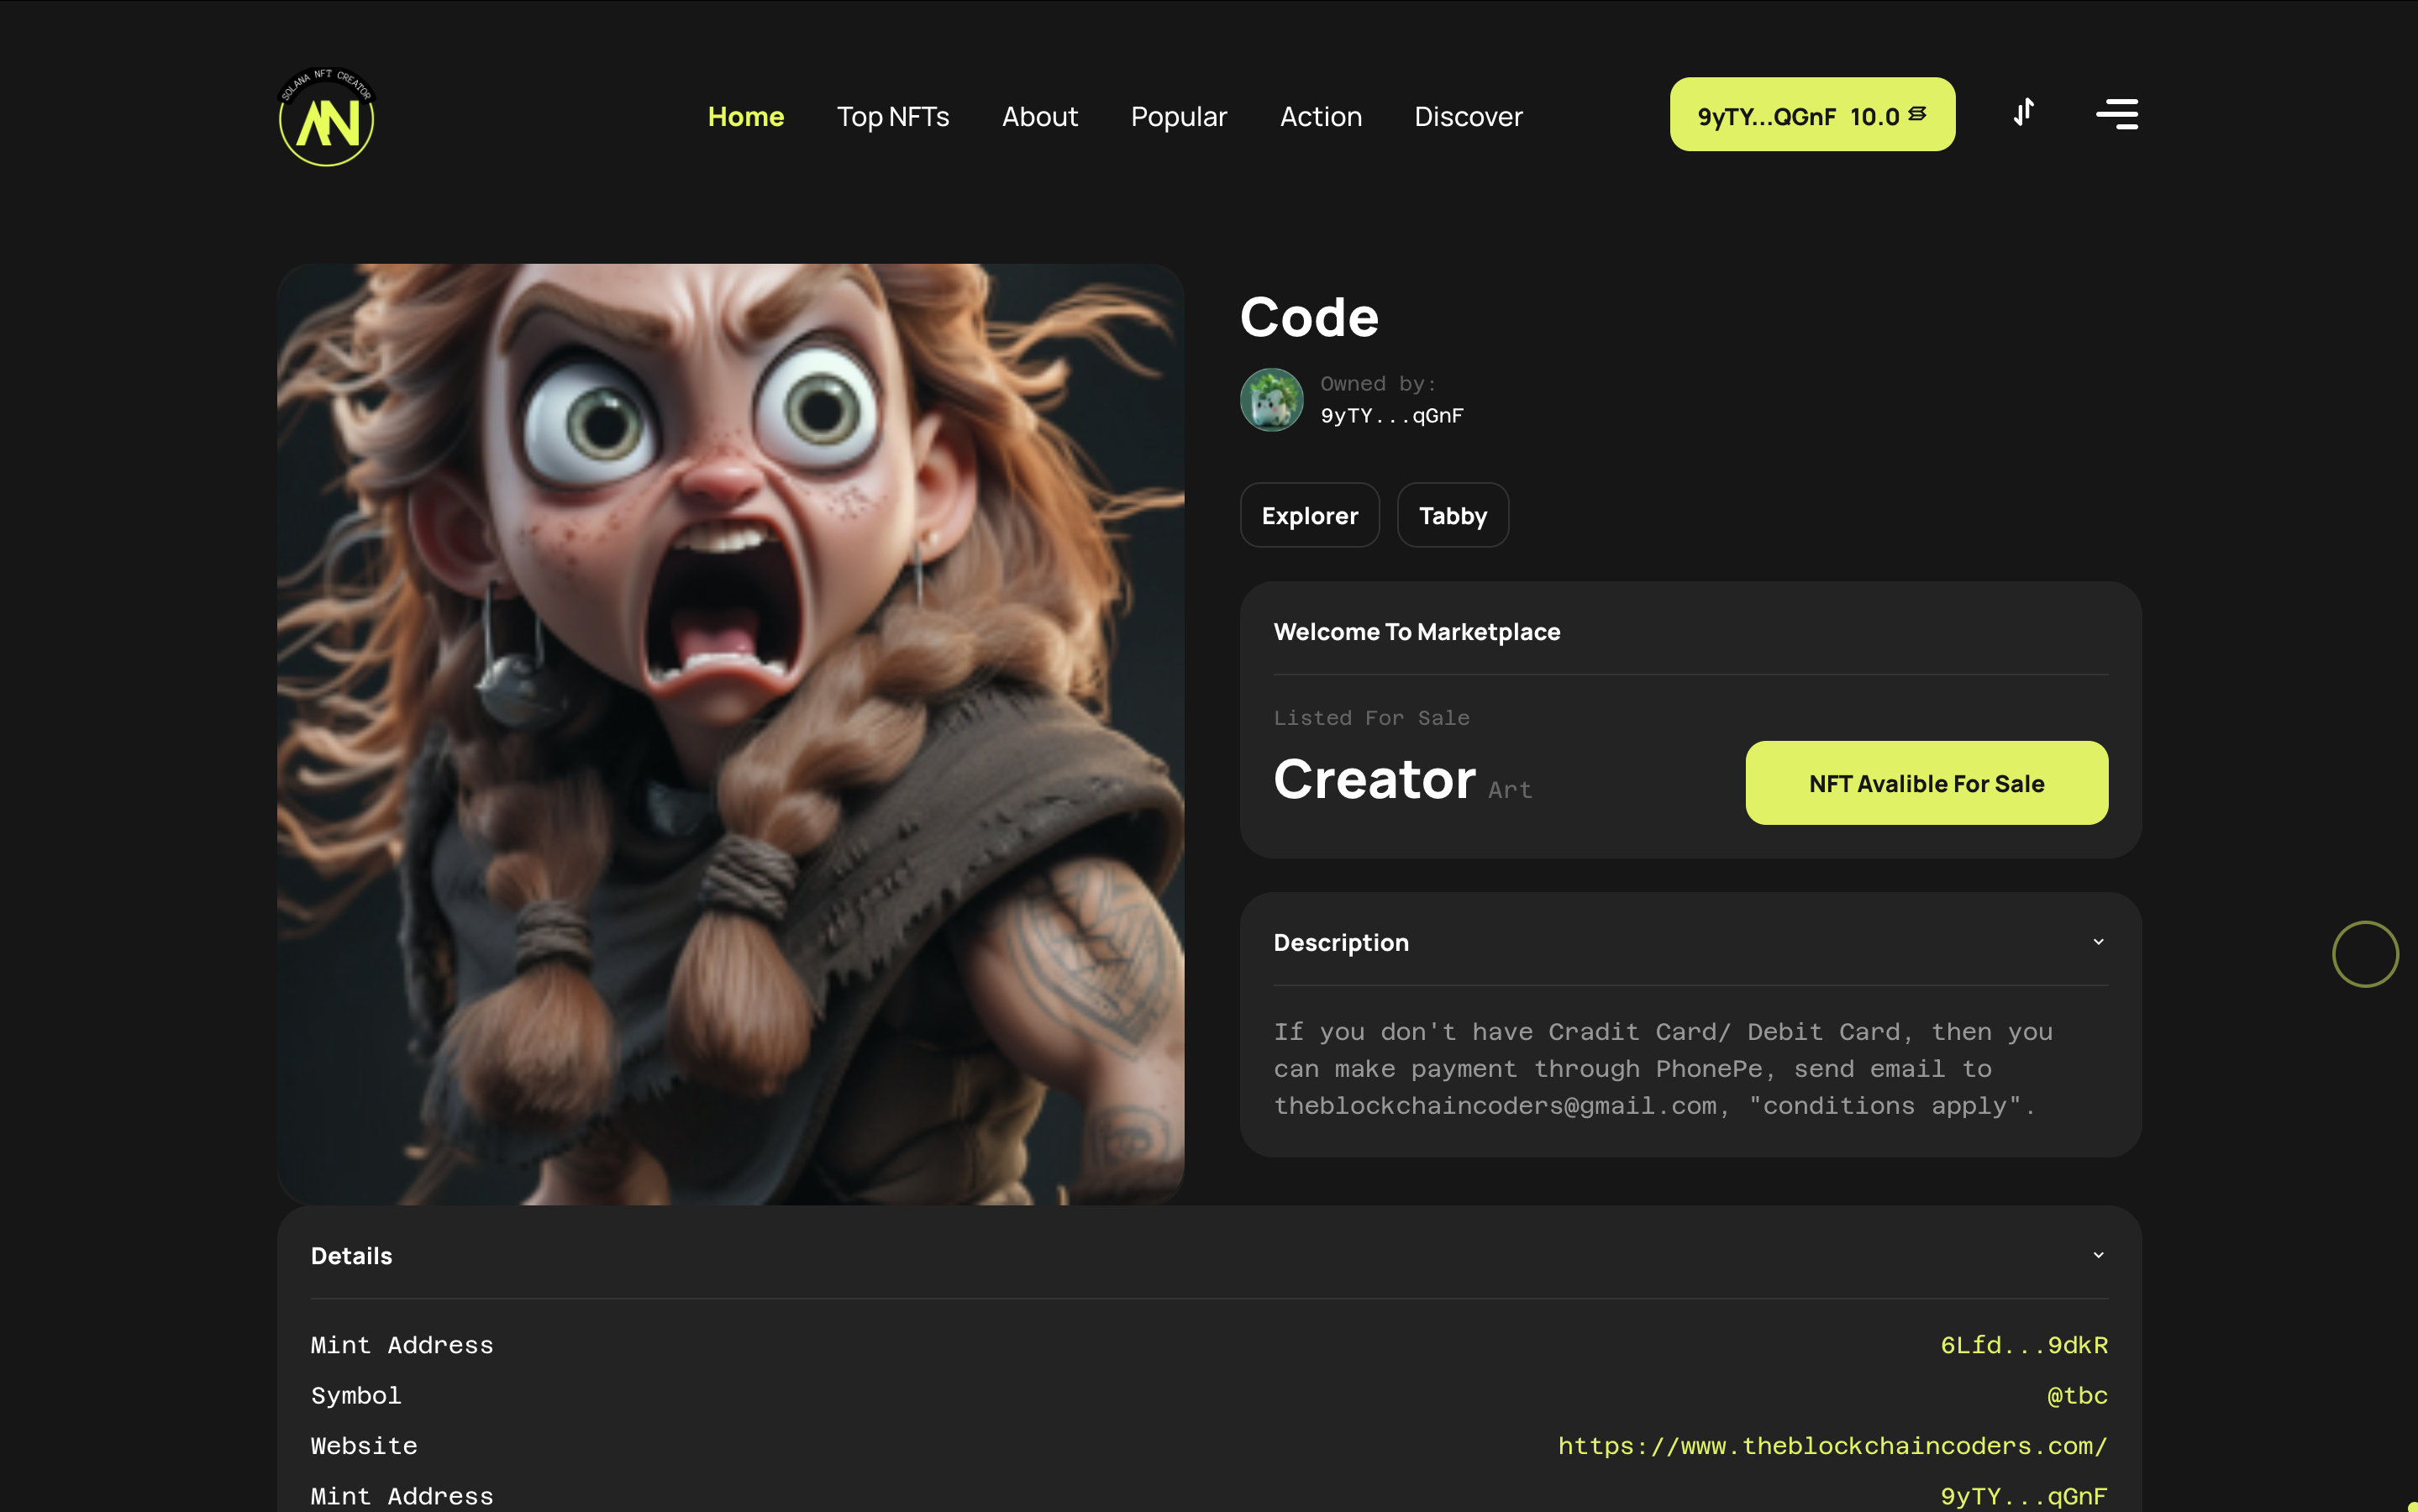 SOLANA NFT CREATOR
AN
Home
Top NFTs
About
Popular
Action
Discover
9yTY...QGnF 10.0
Code
Owned by:
9yTY...qGnF
Explorer
Tabby
Welcome To Marketplace
Listed For Sale
Creator Art
NFT Avalible For Sale
Description
If you don't have Cradit Card/ Debit Card, then you
can make payment through PhonePe, send email to
theblockchaincoders@gmail.com, "conditions apply".
Details
Mint Address
6Lfd...9dkR
Symbol
@tbc
Website
https://www.theblockchaincoders.com/
Mint Address
9yTY...qGnF